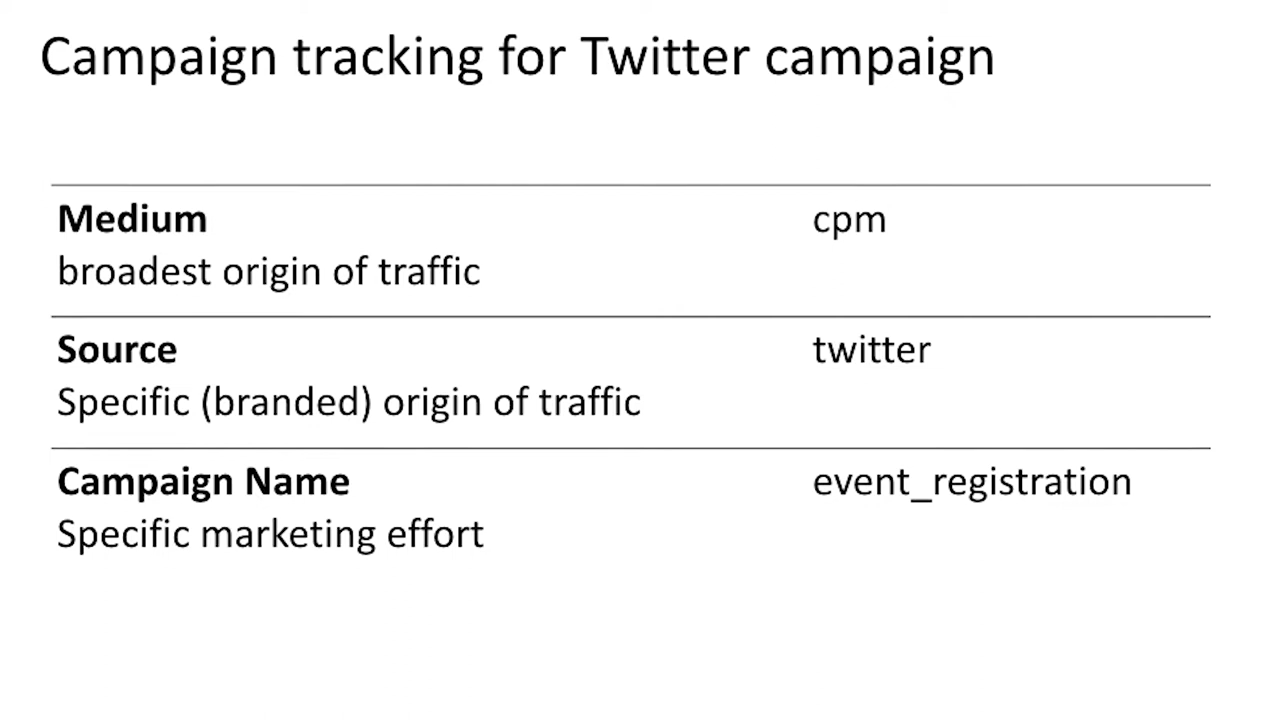 Campaign tracking for Twitter campaign
Medium
cpm
broadest origin of traffic
Source
twitter
Specific (branded) origin of traffic
Campaign Name
event_registration
Specific marketing effort